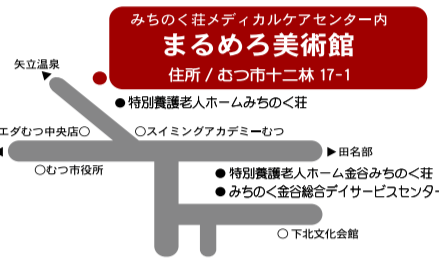 みちのく荘メディカルケアセンター内
まるめろ美術館
住所 / むつ市十二林 17-1
矢立温泉
●特別養護老人ホームみちのく荘
エダむつ中央店○
○スイミングアカデミーむつ
▶田名部
○むつ市役所
●特別養護老人ホーム金谷みちのく荘
●みちのく金谷総合デイサービスセンター
○下北文化会館